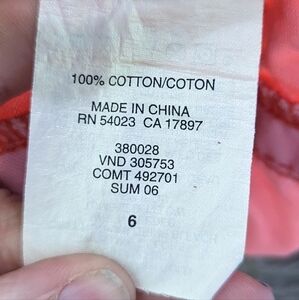 100% COTTON/COTON
MADE IN CHINA
RN 54023 CA 17897
380028
VND 305753
COMT 492701
SUM 06
6